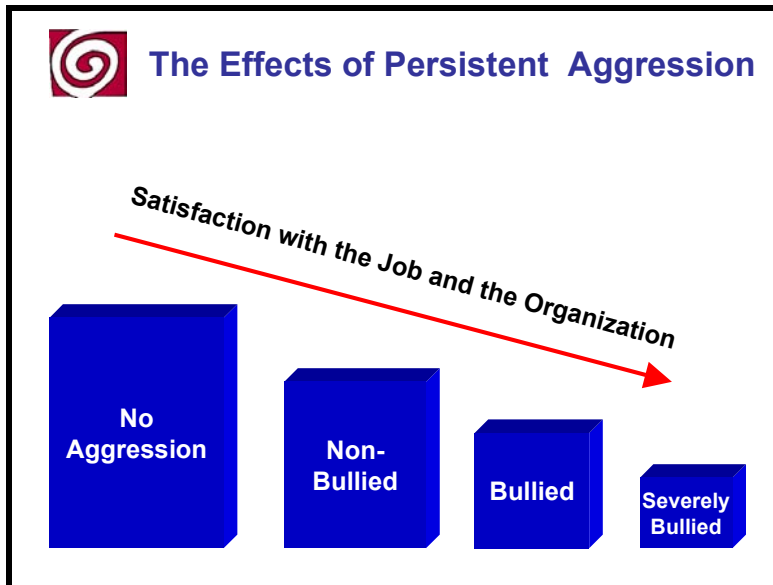 The Effects of Persistent Aggression
Satisfaction with the Job and the Organization
No
Aggression
Non-
Bullied
Bullied
Severely
Bullied